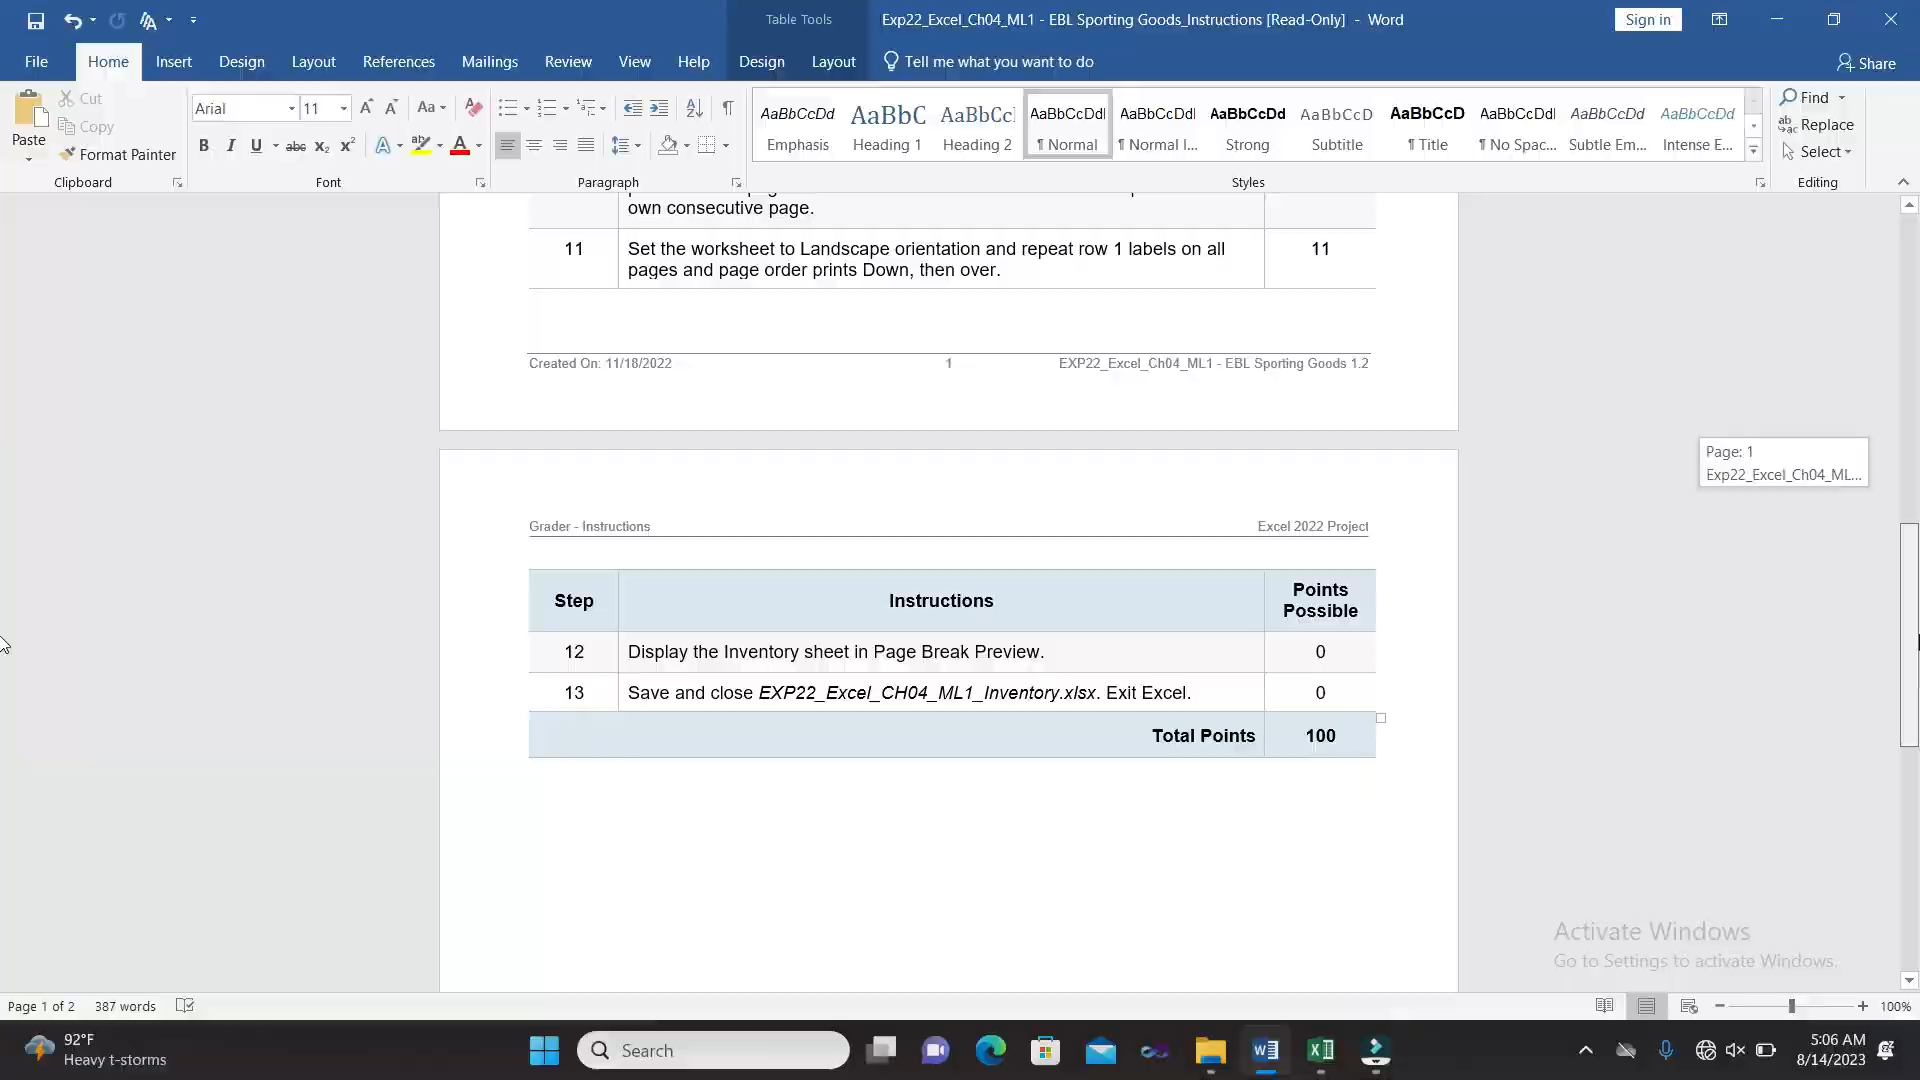 Table Tools
Exp22_Excel_Ch04_ML1 - EBL Sporting Goods_Instructions [Read-Only] - Word
Sign in
File
Home
Insert
Design
Layout
References
Mailings
Review
View
Help
Design
Layout
Tell me what you want to do
Share
Paste
Cut
Copy
Format Painter
Clipboard
Arial
11
Font
Paragraph
AaBbCcDd
Emphasis
AaBbC
Heading 1
AaBbCc
Heading 2
AaBbCcDdI
¶ Normal
AaBbCcDdI
¶ Normal I...
AaBbCcDd
Strong
AaBbCcD
Subtitle
AaBbCcD
¶ Title
AaBbCcDdI
¶ No Spac...
AaBbCcDd
Subtle Em...
AaBbCcDd
Intense E...
Styles
Find
Replace
Select
Editing
own consecutive page.
11
Set the worksheet to Landscape orientation and repeat row 1 labels on all
pages and page order prints Down, then over.
11
Created On: 11/18/2022
1
EXP22_Excel_Ch04_ML1 - EBL Sporting Goods 1.2
Page: 1
Exp22_Excel_Ch04_ML...
Grader - Instructions
Excel 2022 Project
Step
Instructions
Points
Possible
12
Display the Inventory sheet in Page Break Preview.
0
13
Save and close EXP22_Excel_CH04_ML1_Inventory.xlsx. Exit Excel.
0
Total Points
100
Activate Windows
Go to Settings to activate Windows.
Page 1 of 2
387 words
100%
92°F
Heavy t-storms
Search
5:06 AM
8/14/2023